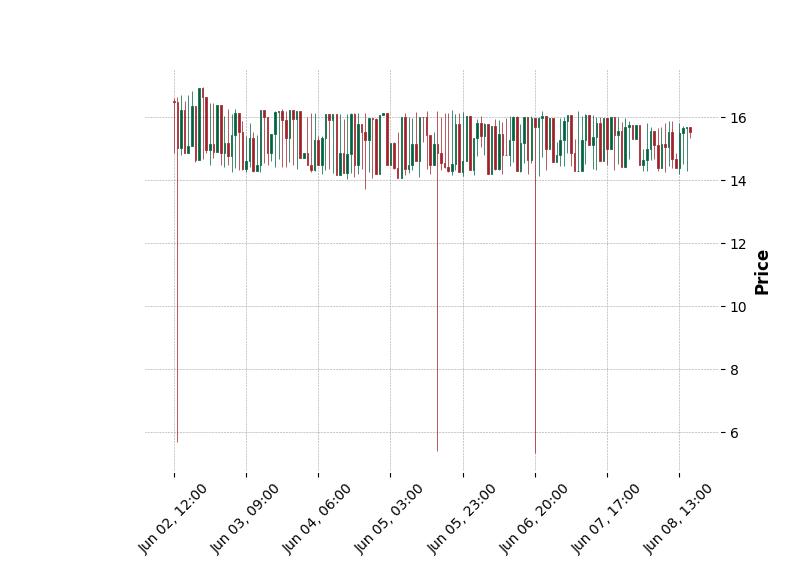 16
14
12
10
8
6
Price
Jun 02, 12:00
Jun 03, 09:00
Jun 04, 06:00
Jun 05, 03:00
Jun 05, 23:00
Jun 06, 20:00
Jun 07, 17:00
Jun 08, 13:00